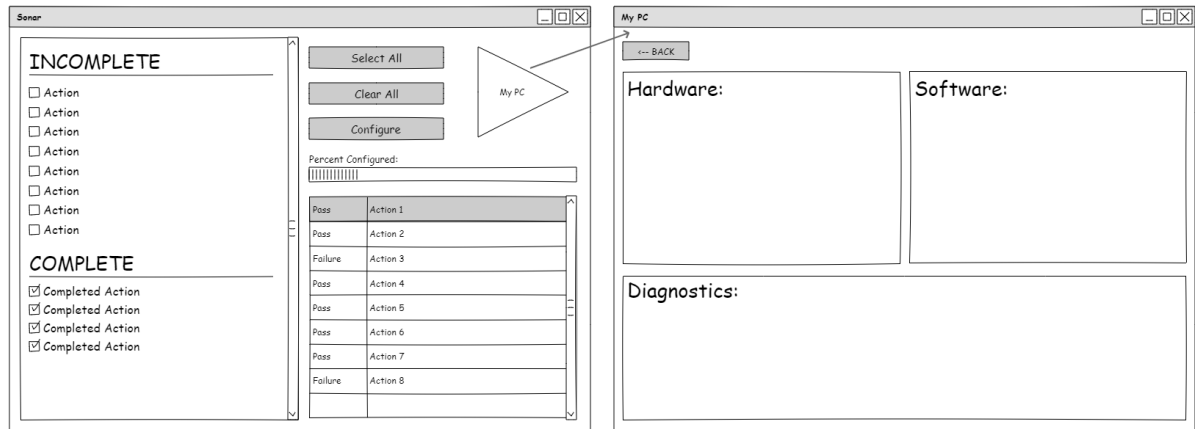 Sonar
INCOMPLETE
Action
Action
Action
Action
Action
Action
Action
Action
COMPLETE
Completed Action
Completed Action
Completed Action
Completed Action
Select All
Clear All
Configure
My PC
Percent Configured:
Pass Action 1
Pass Action 2
Failure Action 3
Pass Action 4
Pass Action 5
Pass Action 6
Pass Action 7
Failure Action 8
My PC
<-- BACK
Hardware:
Software:
Diagnostics: